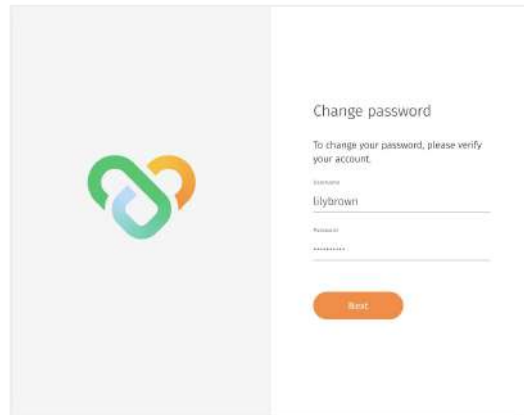 Change password
To change your password, please verify
your account.
Username
lilybrown
Password
••••••••••
Next